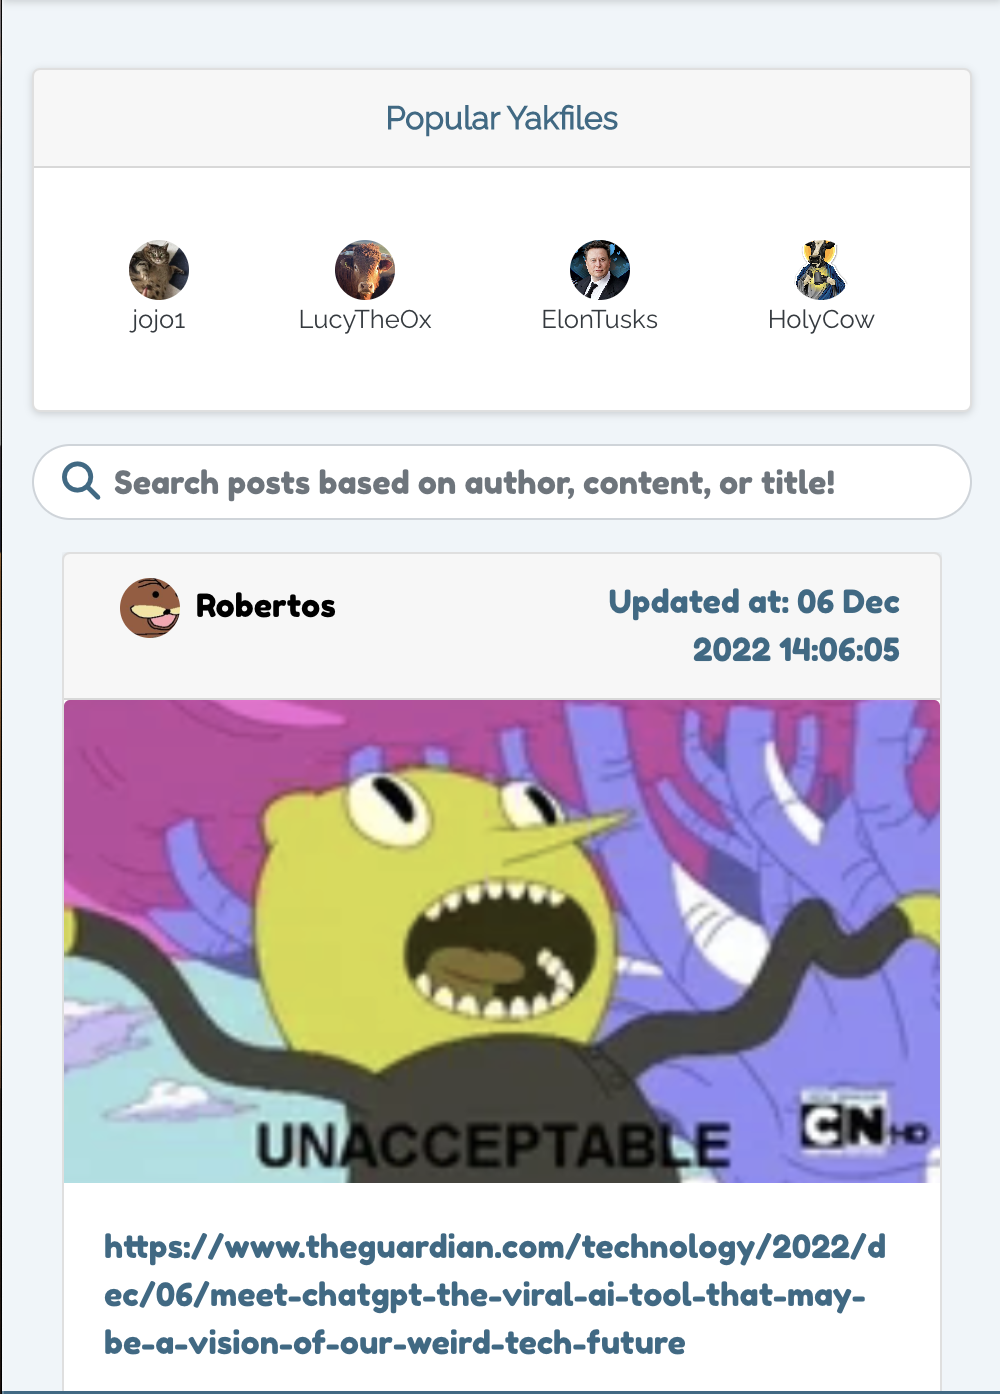 Popular Yakfiles
jojo1
LucyTheOx
ElonTusks
HolyCow
Search posts based on author, content, or title!
Robertos
Updated at: 06 Dec
2022 14:06:05
UNACCEPTABLE
CN HD
https://www.theguardian.com/technology/2022/d
ec/06/meet-chatgpt-the-viral-ai-tool-that-may-
be-a-vision-of-our-weird-tech-future